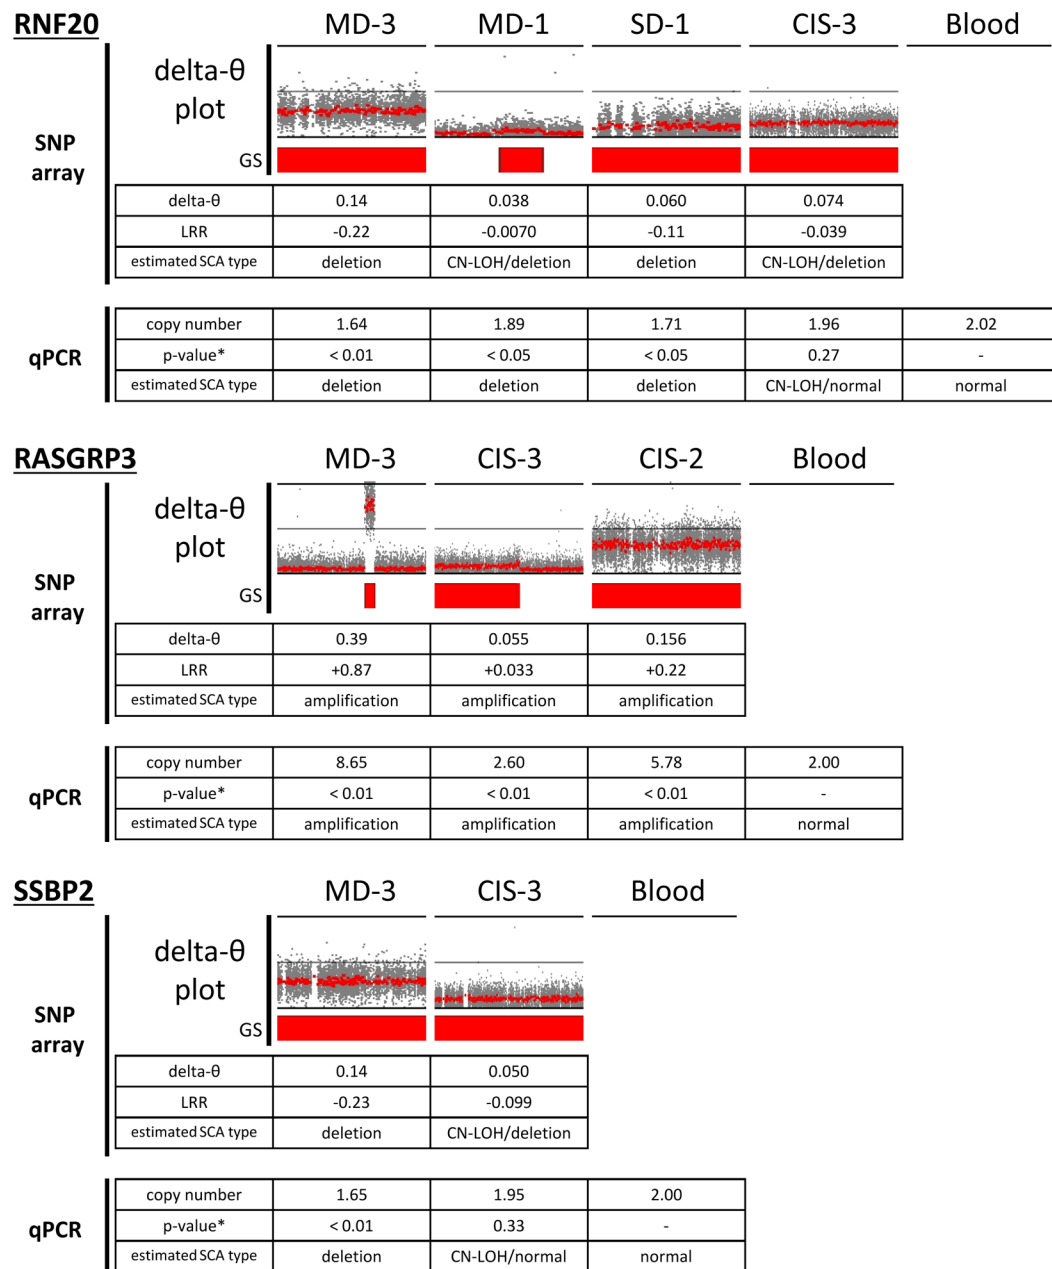 RNF20 MD-3 MD-1 SD-1 CIS-3 Blood
delta-θ
plot
SNP
array
GS
delta-θ 0.14 0.038 0.060 0.074
LRR -0.22 -0.0070 -0.11 -0.039
estimated SCA type deletion CN-LOH/deletion deletion CN-LOH/deletion
qPCR
copy number 1.64 1.89 1.71 1.96 2.02
p-value* < 0.01 < 0.05 < 0.05 0.27 -
estimated SCA type deletion deletion deletion CN-LOH/normal normal
RASGRP3 MD-3 CIS-3 CIS-2 Blood
delta-θ
plot
SNP
array
GS
delta-θ 0.39 0.055 0.156
LRR +0.87 +0.033 +0.22
estimated SCA type amplification amplification amplification
qPCR
copy number 8.65 2.60 5.78 2.00
p-value* < 0.01 < 0.01 < 0.01 -
estimated SCA type amplification amplification amplification normal
SSBP2 MD-3 CIS-3 Blood
delta-θ
plot
SNP
array
GS
delta-θ 0.14 0.050
LRR -0.23 -0.099
estimated SCA type deletion CN-LOH/deletion
qPCR
copy number 1.65 1.95 2.00
p-value* < 0.01 0.33 -
estimated SCA type deletion CN-LOH/normal normal